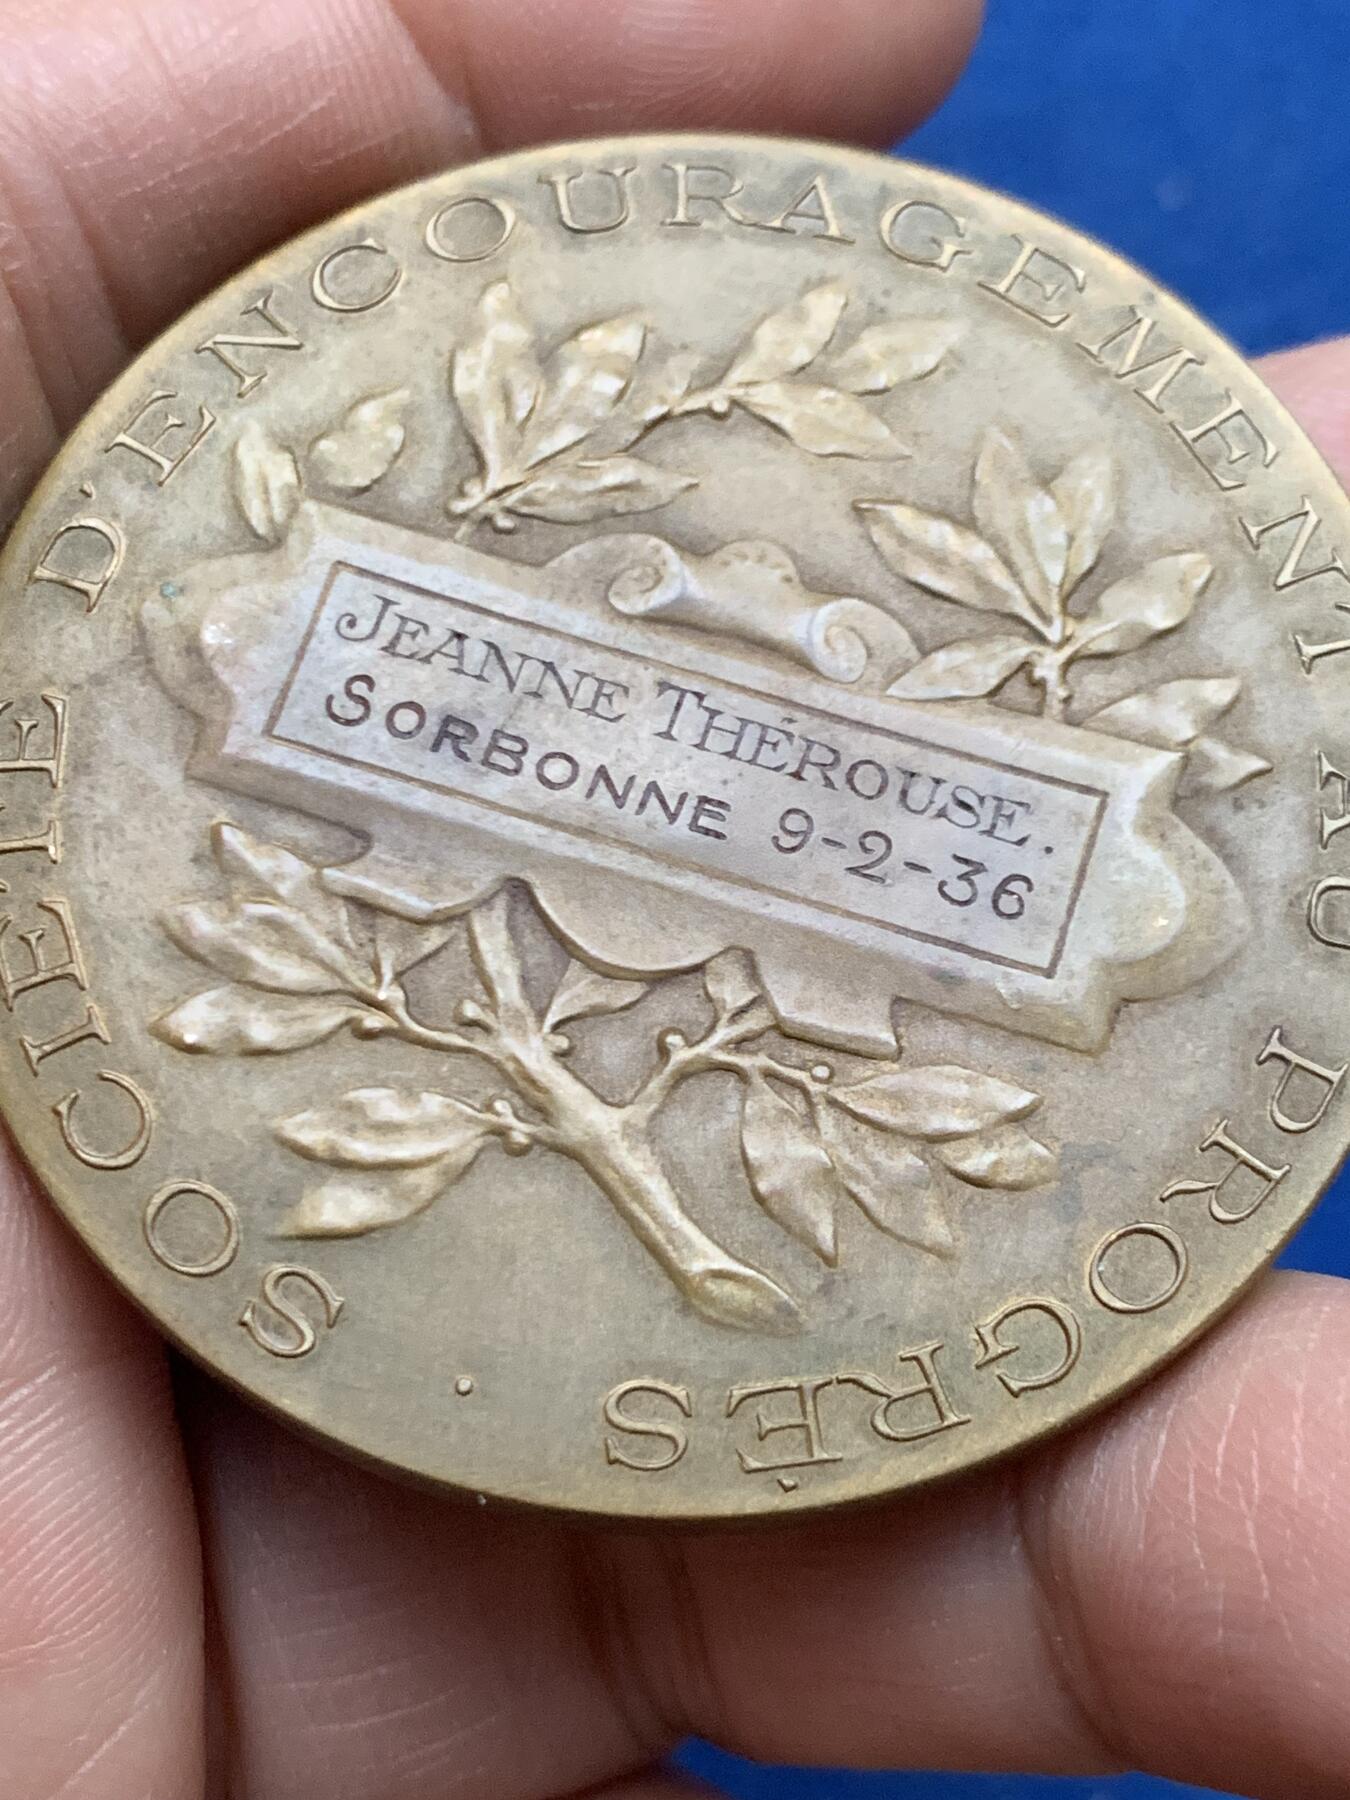 SOCIÉTÉ D'ENCOURAGEMENT AU PROGRÈS .
JEANNE THÉROUSE.
SORBONNE 9-2-36